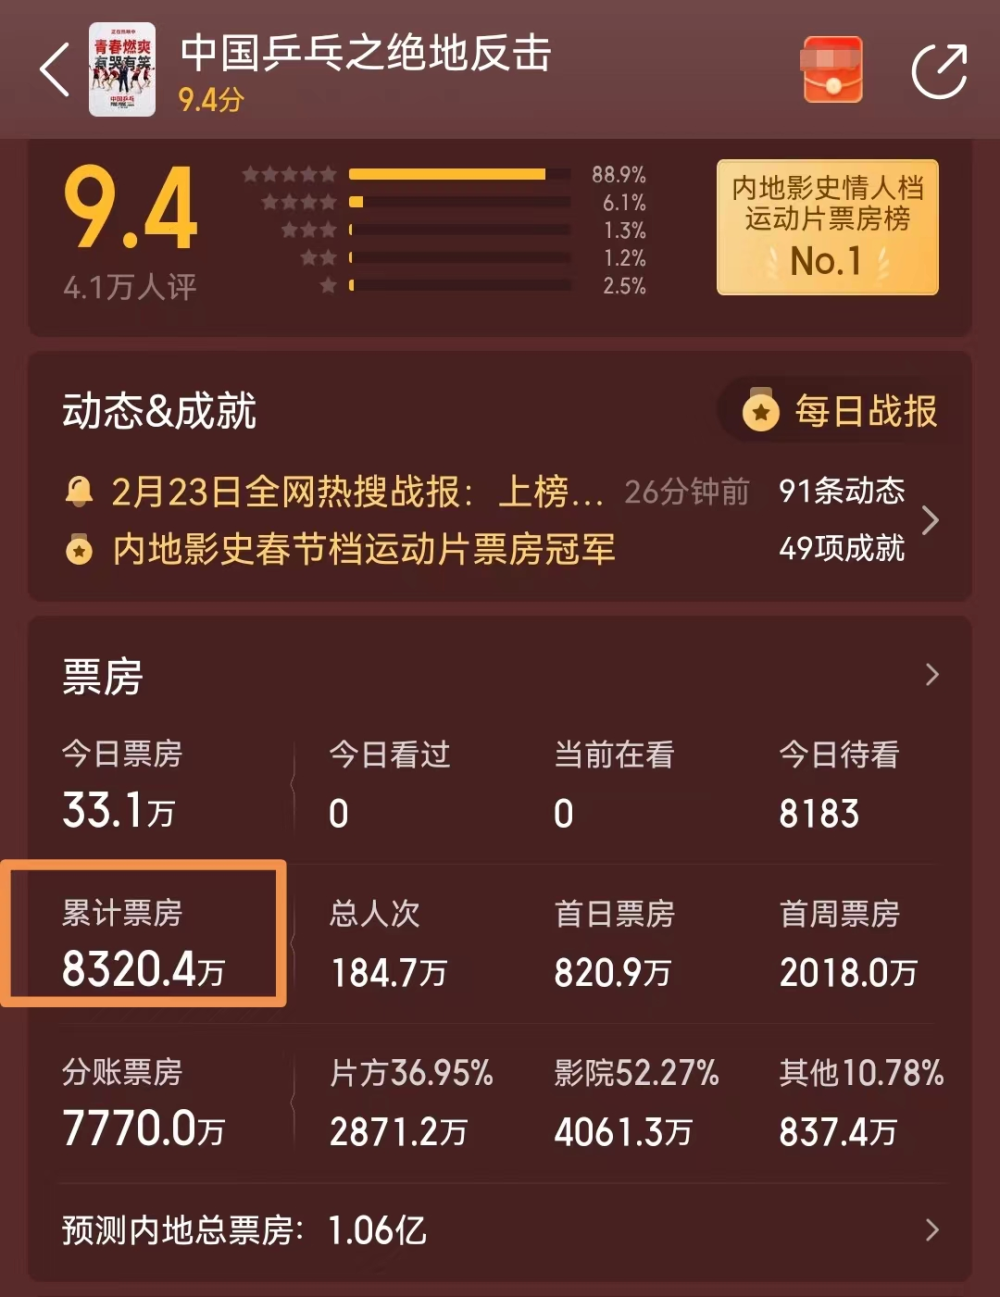 中国乒乓之绝地反击
9.4分
9.4
4.1万人评
88.9%
6.1%
1.3%
1.2%
2.5%
内地影史情人档
运动片票房榜
No.1
动态&成就
每日战报
2月23日全网热搜战报：上榜... 26分钟前 91条动态
内地影史春节档运动片票房冠军 49项成就
票房
今日票房 今日看过 当前在看 今日待看
33.1万 0 0 8183
累计票房 总人次 首日票房 首周票房
8320.4万 184.7万 820.9万 2018.0万
分账票房 片方36.95% 影院52.27% 其他10.78%
7770.0万 2871.2万 4061.3万 837.4万
预测内地总票房：1.06亿
青春燃爽
有哭有笑
中国乒乓